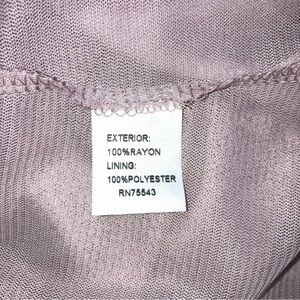 EXTERIOR:
100%RAYON
LINING:
100%POLYESTER
RN75543